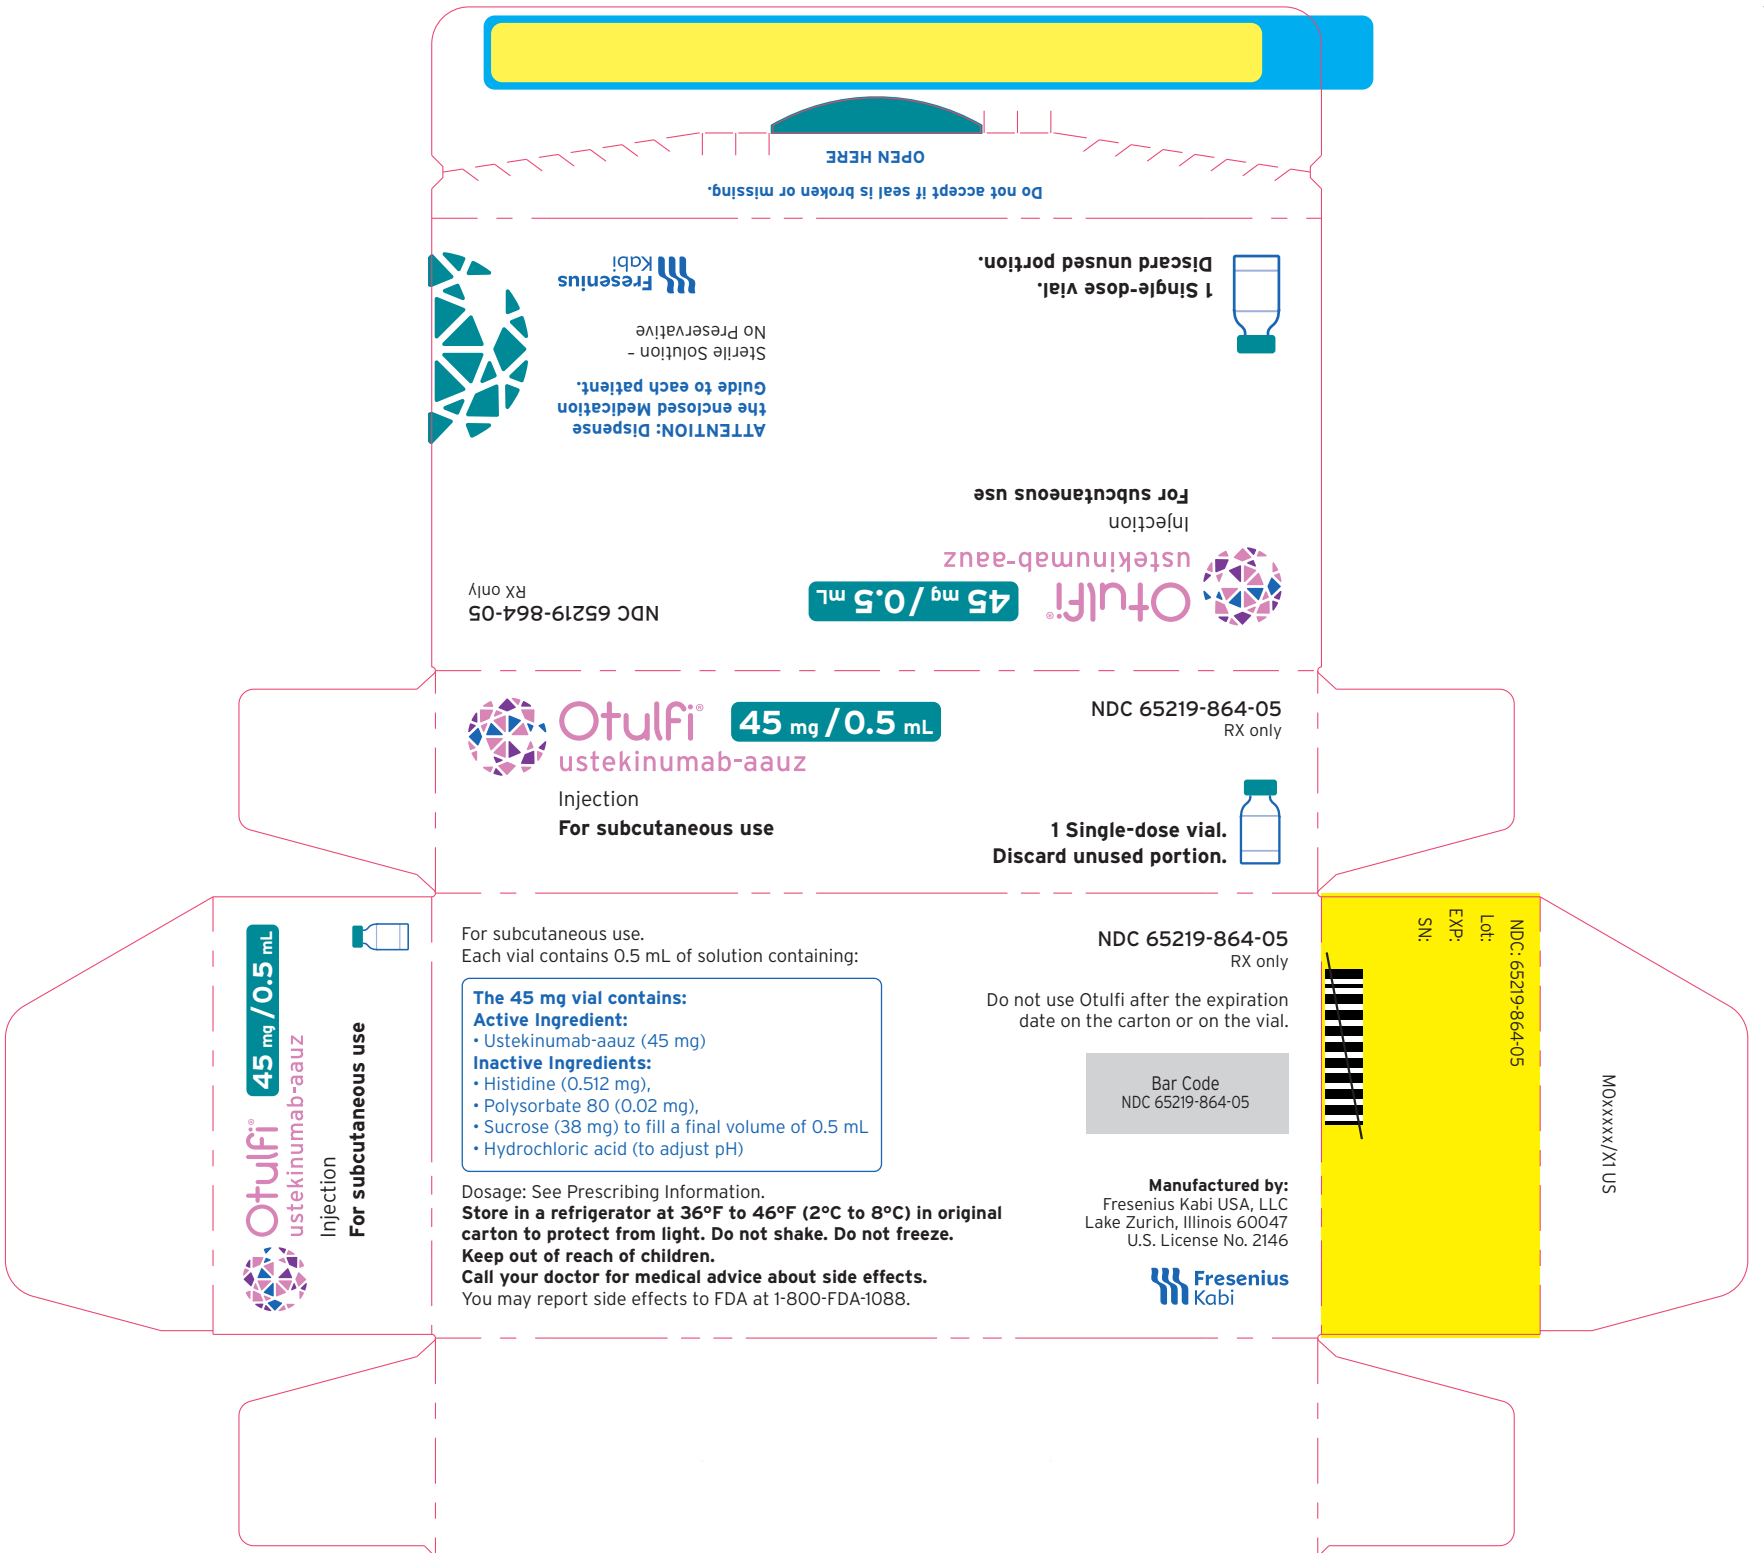 OPEN HERE
Do not accept if seal is broken or missing.
1 Single-dose vial.
Discard unused portion.
Fresenius
Kabi
Sterile Solution –
No Preservative
ATTENTION: Dispense
the enclosed Medication
Guide to each patient.
Otulfi®
45 mg / 0.5 mL
ustekinumab-aauz
Injection
For subcutaneous use
NDC 65219-864-05
RX only
Otulfi®
45 mg / 0.5 mL
ustekinumab-aauz
Injection
For subcutaneous use
NDC 65219-864-05
RX only
1 Single-dose vial.
Discard unused portion.
Otulfi®
45 mg / 0.5 mL
ustekinumab-aauz
Injection
For subcutaneous use
For subcutaneous use.
Each vial contains 0.5 mL of solution containing:
The 45 mg vial contains:
Active Ingredient:
• Ustekinumab-aauz (45 mg)
Inactive Ingredients:
• Histidine (0.512 mg),
• Polysorbate 80 (0.02 mg),
• Sucrose (38 mg) to fill a final volume of 0.5 mL
• Hydrochloric acid (to adjust pH)
Dosage: See Prescribing Information.
Store in a refrigerator at 36°F to 46°F (2°C to 8°C) in original
carton to protect from light. Do not shake. Do not freeze.
Keep out of reach of children.
Call your doctor for medical advice about side effects.
You may report side effects to FDA at 1-800-FDA-1088.
NDC 65219-864-05
RX only
Do not use Otulfi after the expiration
date on the carton or on the vial.
Bar Code
NDC 65219-864-05
Manufactured by:
Fresenius Kabi USA, LLC
Lake Zurich, Illinois 60047
U.S. License No. 2146
Fresenius
Kabi
NDC: 65219-864-05
Lot:
EXP:
SN:
M0xxxxx/X1 US